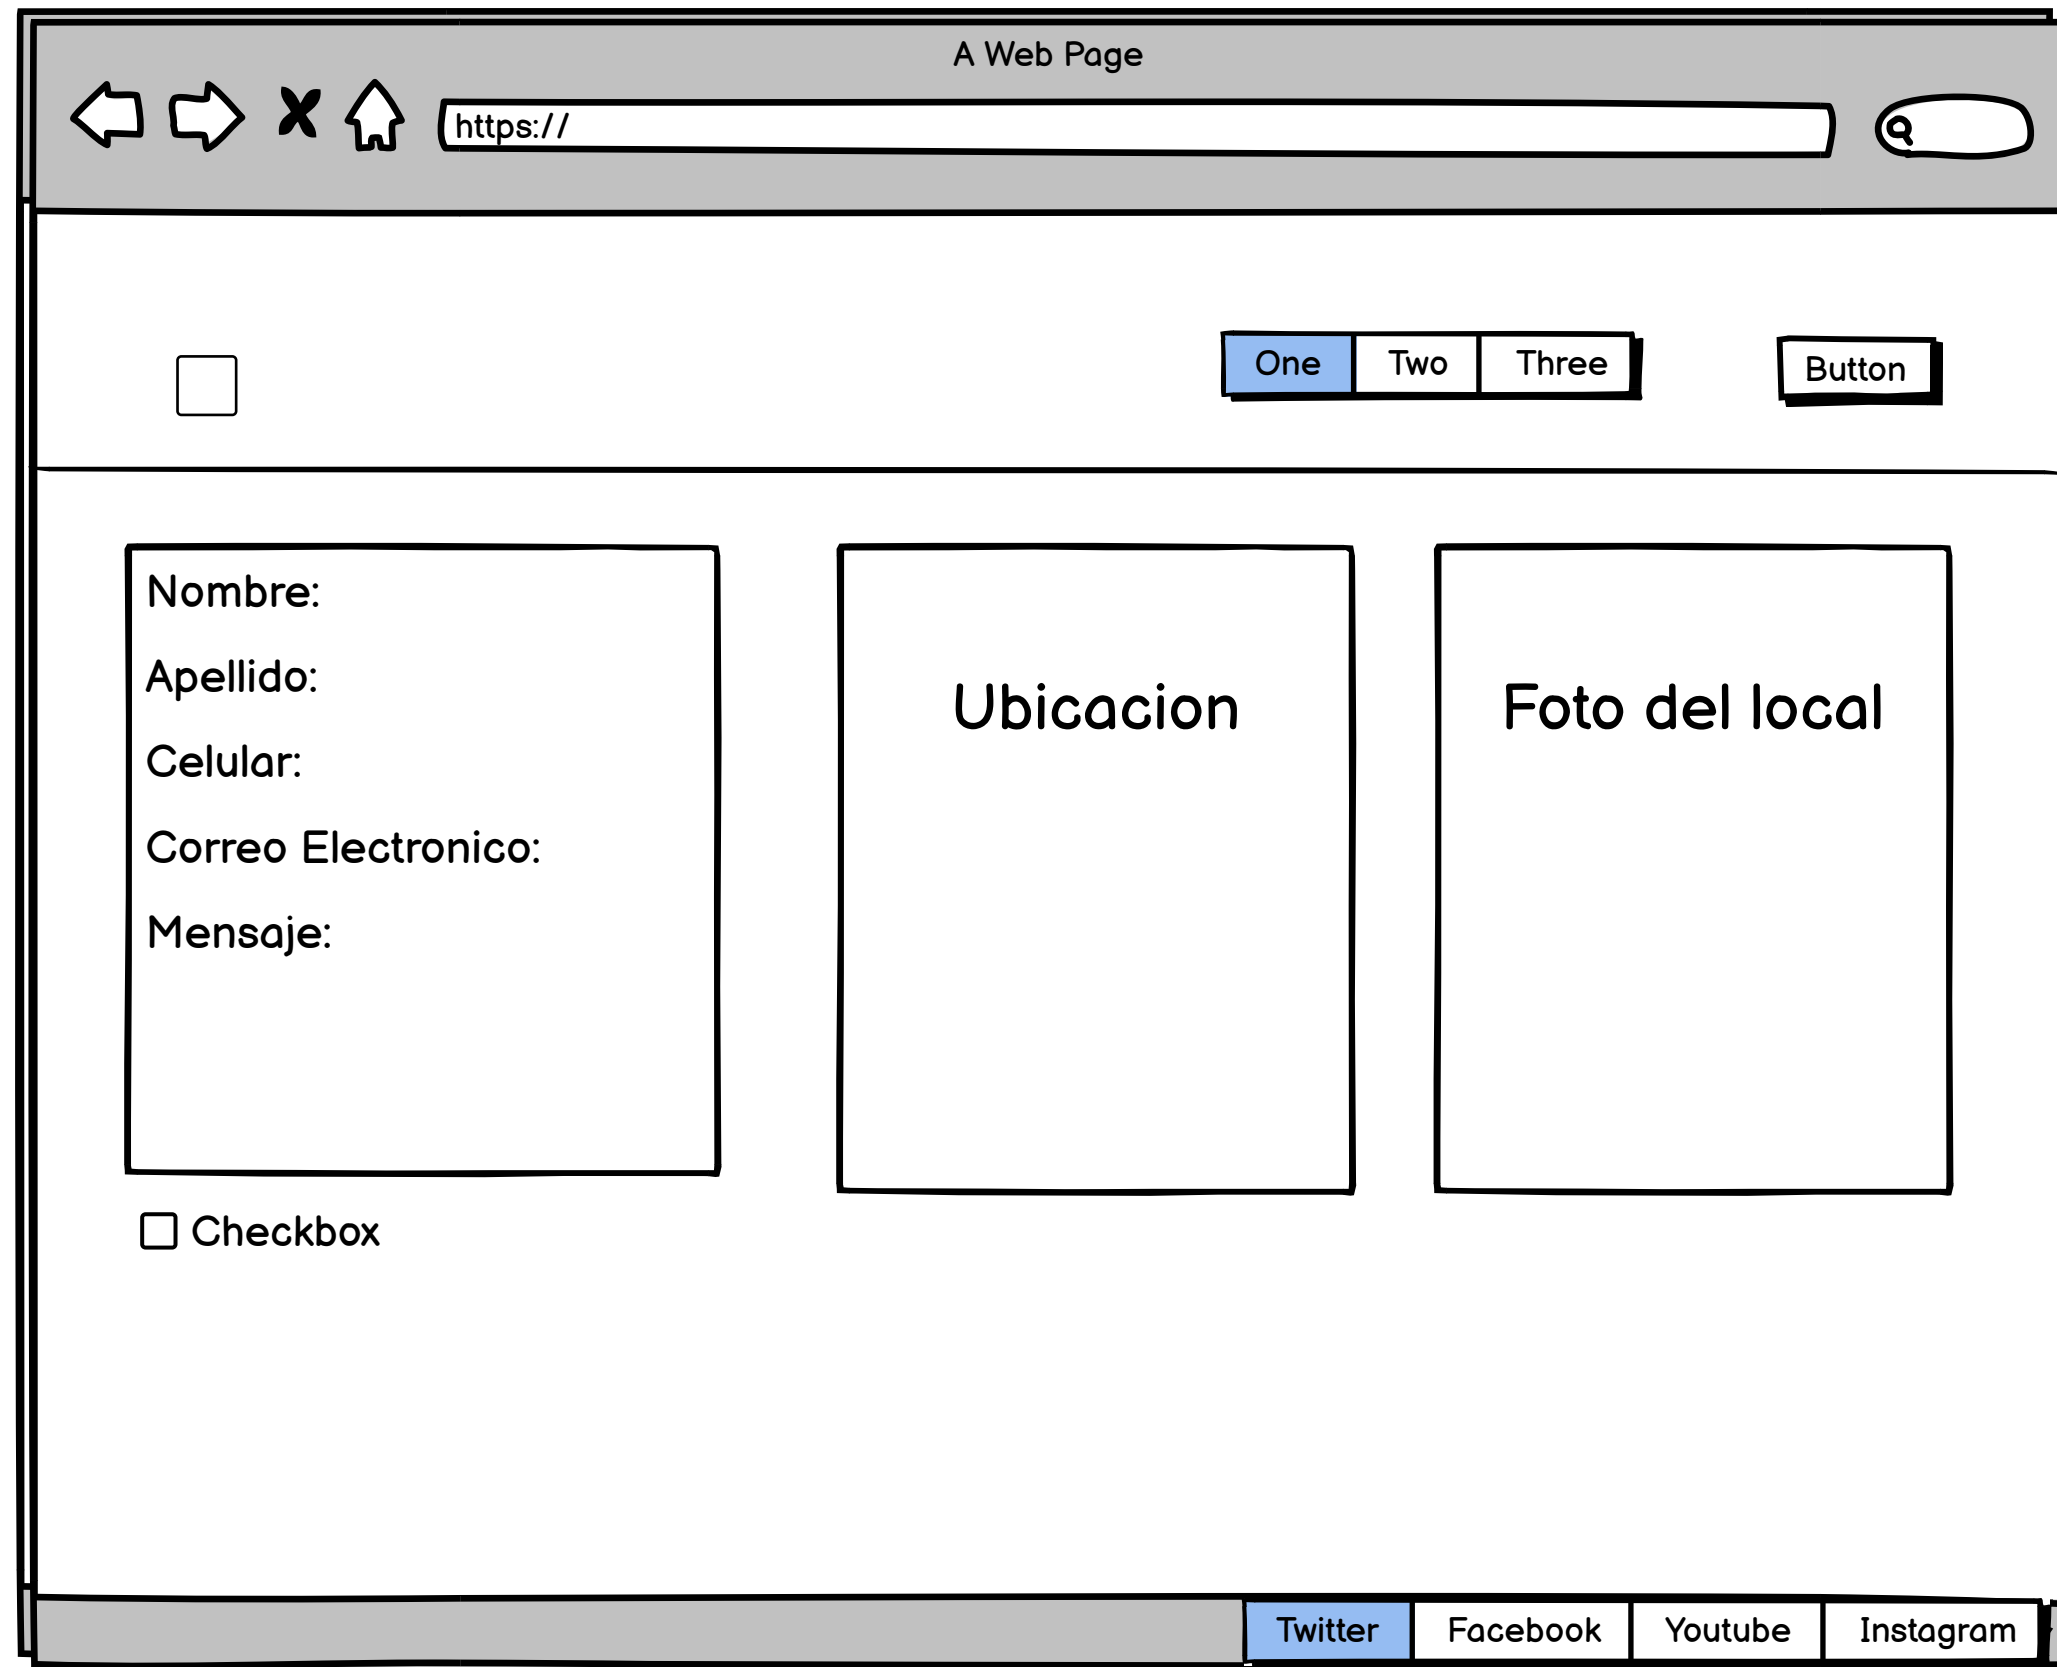 A Web Page
https://
One Two Three
Button
Nombre:
Apellido:
Celular:
Correo Electronico:
Mensaje:
Ubicacion
Foto del local
Checkbox
Twitter Facebook Youtube Instagram